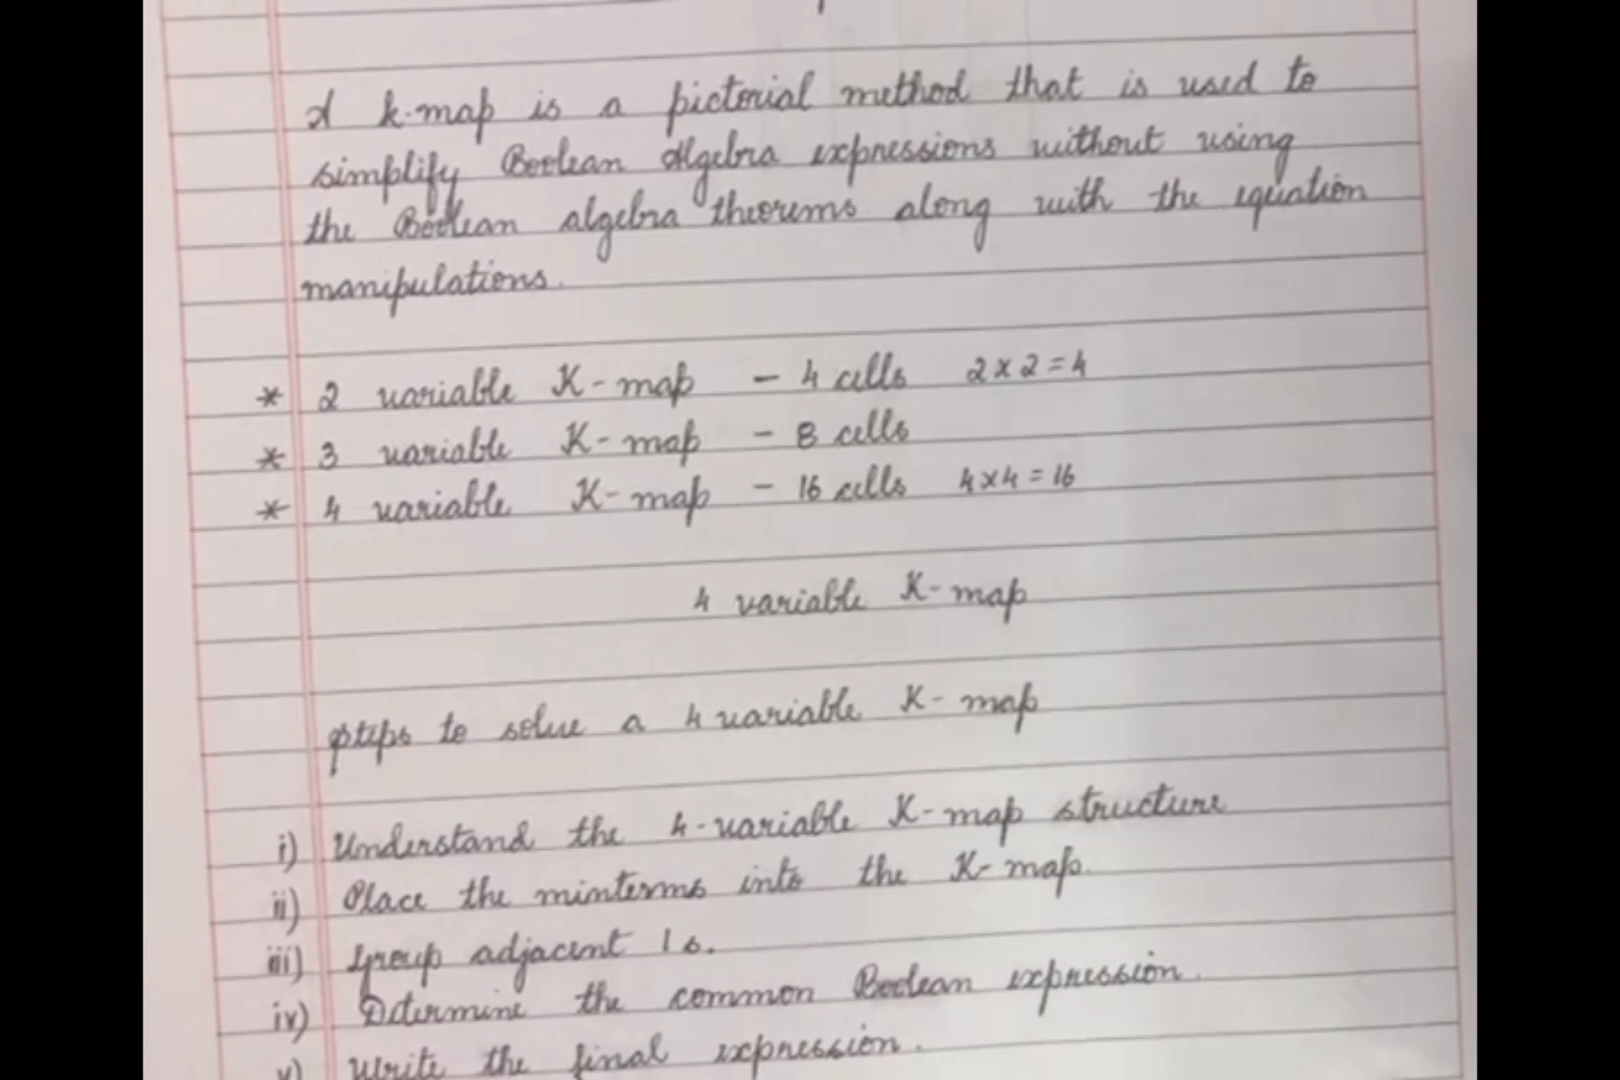 A k-map is a pictorial method that is used to
simplify Boolean Algebra expressions without using
the Boolean algebra theorems along with the equation
manipulations.
* 2 variable K-map - 4 cells 2x2=4
* 3 variable K-map - 8 cells
* 4 variable K-map - 16 cells 4x4=16
4 variable K-map
steps to solve a 4 variable K-map
i) Understand the 4-variable K-map structure
ii) Place the minterms into the K-map.
iii) Group adjacent 1s.
iv) Determine the common Boolean expression.
v) Write the final expression.